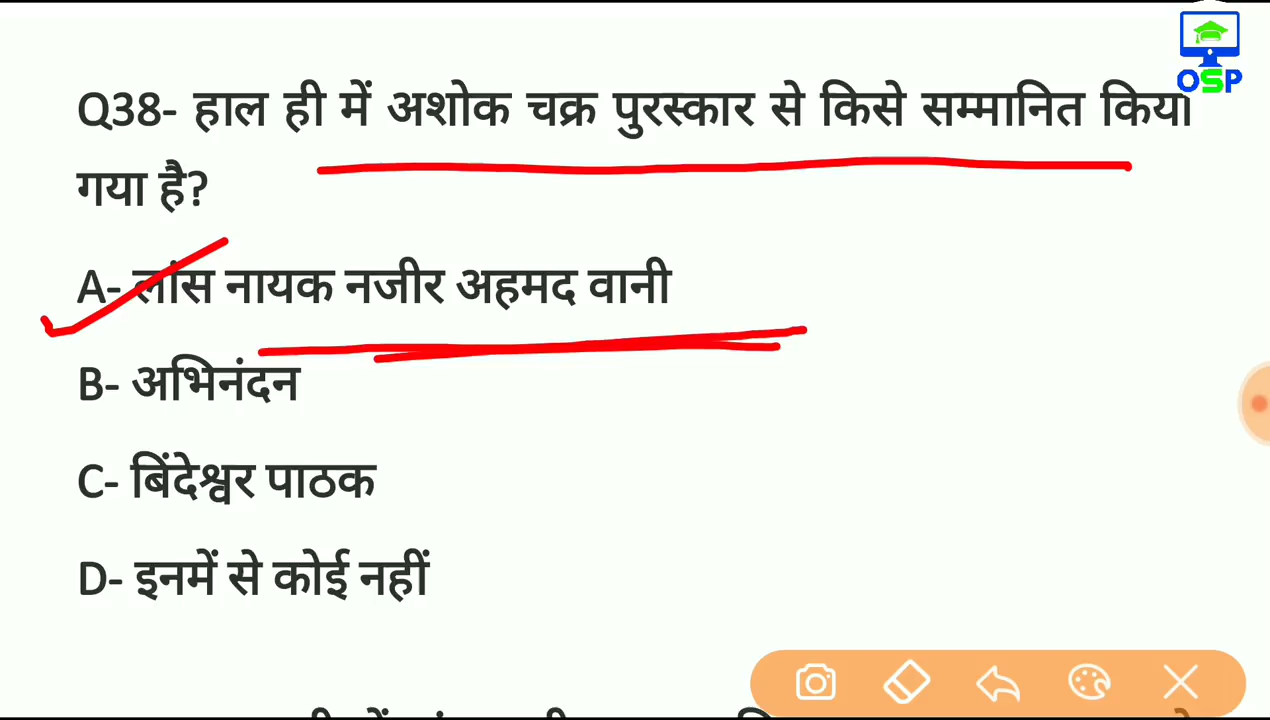 OSP
Q38- हाल ही में अशोक चक्र पुरस्कार से किसे सम्मानित किया
गया है?
A- लांस नायक नजीर अहमद वानी
B- अभिनंदन
C- बिंदेश्वर पाठक
D- इनमें से कोई नहीं